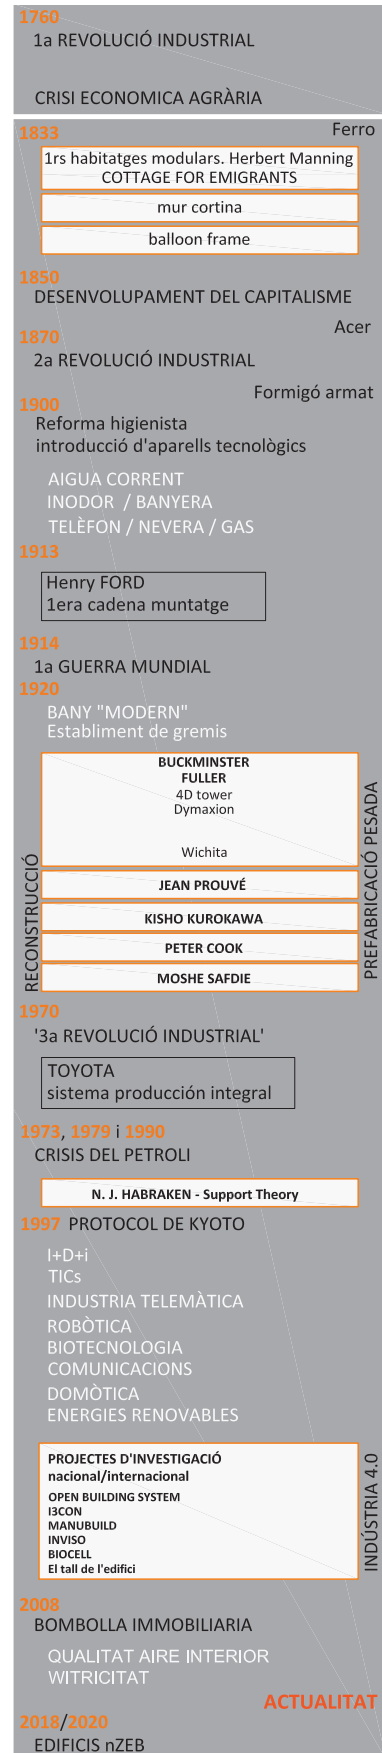 1760
1a REVOLUCIÓ INDUSTRIAL
CRISI ECONOMICA AGRÀRIA
1833
Ferro
1rs habitatges modulars. Herbert Manning
COTTAGE FOR EMIGRANTS
mur cortina
balloon frame
1850
DESENVOLUPAMENT DEL CAPITALISME
Acer
1870
2a REVOLUCIÓ INDUSTRIAL
Formigó armat
1900
Reforma higienista
introducció d'aparells tecnològics
AIGUA CORRENT
INODOR / BANYERA
TELÈFON / NEVERA / GAS
1913
Henry FORD
1era cadena muntatge
1914
1a GUERRA MUNDIAL
1920
BANY "MODERN"
Establiment de gremis
RECONSTRUCCIÓ
BUCKMINSTER
FULLER
4D tower
Dymaxion
Wichita
JEAN PROUVÉ
KISHO KUROKAWA
PETER COOK
MOSHE SAFDIE
PREFABRICACIÓ PESADA
1970
'3a REVOLUCIÓ INDUSTRIAL'
TOYOTA
sistema producción integral
1973, 1979 i 1990
CRISIS DEL PETROLI
N. J. HABRAKEN - Support Theory
1997 PROTOCOL DE KYOTO
I+D+i
TICs
INDUSTRIA TELEMÀTICA
ROBÒTICA
BIOTECNOLOGIA
COMUNICACIONS
DOMÒTICA
ENERGIES RENOVABLES
PROJECTES D'INVESTIGACIÓ
nacional/internacional
OPEN BUILDING SYSTEM
I3CON
MANUBUILD
INVISO
BIOCELL
El tall de l'edifici
INDÚSTRIA 4.0
2008
BOMBOLLA IMMOBILIARIA
QUALITAT AIRE INTERIOR
WITRICITAT
ACTUALITAT
2018/2020
EDIFICIS nZEB